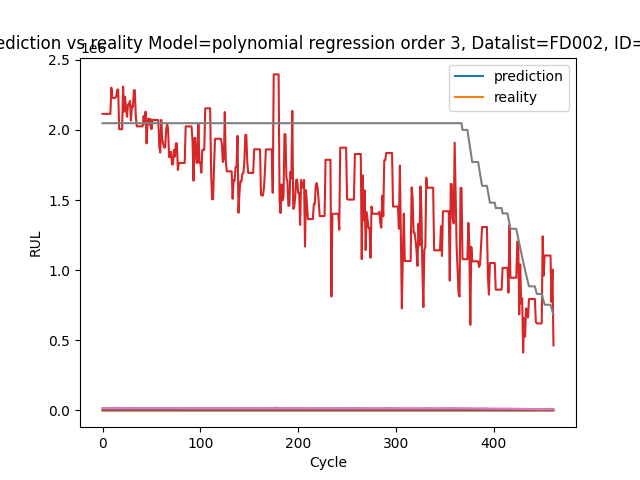 ediction vs reality Model=polynomial regression order 3, Datalist=FD002, ID=
1e6
2.5
2.0
1.5
1.0
0.5
0.0
RUL
prediction
reality
0 100 200 300 400
Cycle